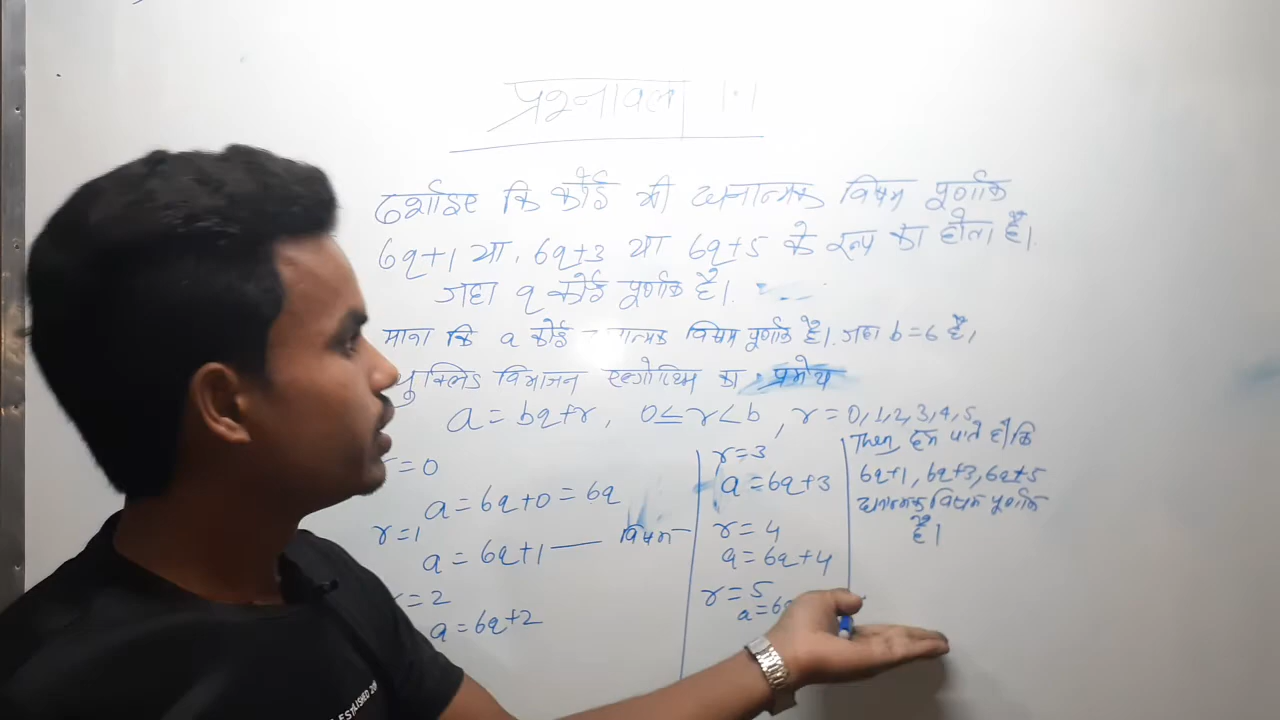 प्रश्नावली 1.1
दर्शाइए कि कोई भी धनात्मक विषम पूर्णांक
6q+1 या, 6q+3 या 6q+5 के रूप का होता है।
जहा q कोई पूर्णांक है।
माना कि a कोई नात्मक विषम पूर्णांक है। जहा b=6 है,
युक्लिड विभाजन एल्गोरिथ्म का प्रमेय
a = bq+r, 0≤r<b, r = 0,1,2,3,4,5
r=0
a=6q+0=6q
r=1
a=6q+1 — विषम
r=2
a=6q+2
r=3
a=6q+3
r=4
a=6q+4
r=5
a=6q
Then हम पाते है कि
6q+1, 6q+3, 6q+5
धनात्मक विषम पूर्णांक
है।
ESTABLISHED